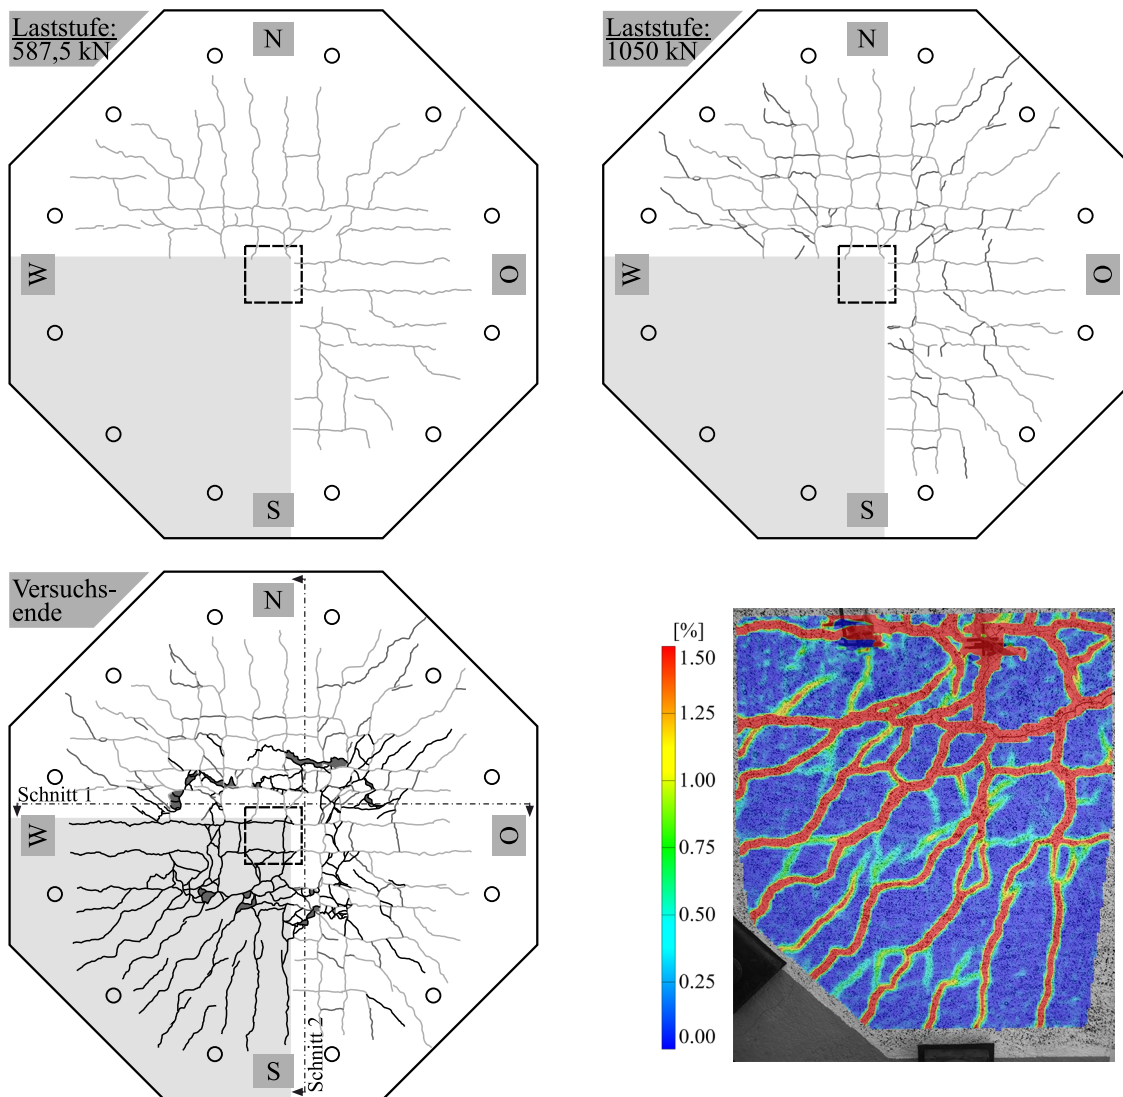 Laststufe:
587,5 kN
N
W
O
S
Laststufe:
1050 kN
N
W
O
S
Versuchs-
ende
N
Schnitt 1
W
O
S
Schnitt 2
[%]
1.50
1.25
1.00
0.75
0.50
0.25
0.00